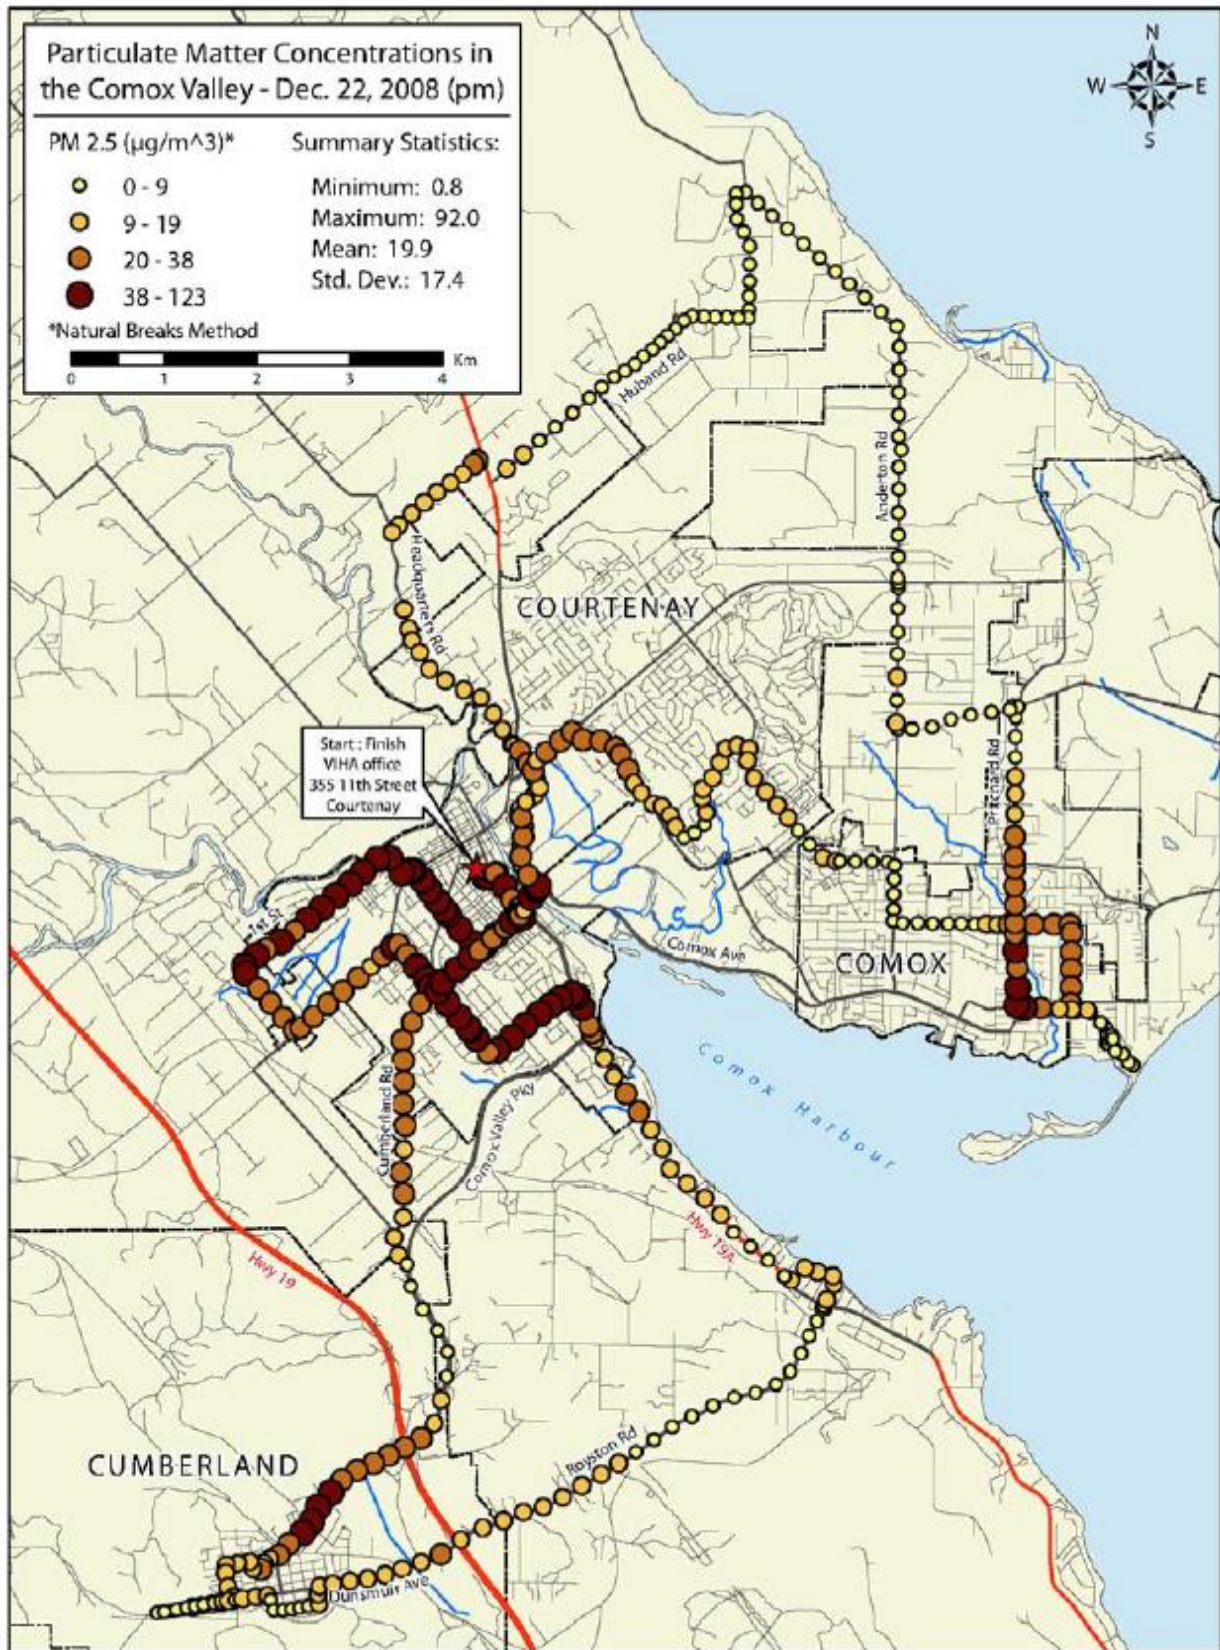 Particulate Matter Concentrations in
the Comox Valley - Dec. 22, 2008 (pm)
PM 2.5 (µg/m^3)*
0 - 9
9 - 19
20 - 38
38 - 123
*Natural Breaks Method
Summary Statistics:
Minimum: 0.8
Maximum: 92.0
Mean: 19.9
Std. Dev.: 17.4
Km
0 1 2 3 4
N
W E
S
Huband Rd
Anderton Rd
Headquarters Rd
COURTENAY
Start : Finish
VIHA office
355 11th Street
Courtenay
Pritchard Rd
1st St
Comox Ave
COMOX
Comox Harbour
Cumberland Rd
Comox Valley Pky
Hwy 19A
Hwy 19
CUMBERLAND
Royston Rd
Dunsmuir Ave